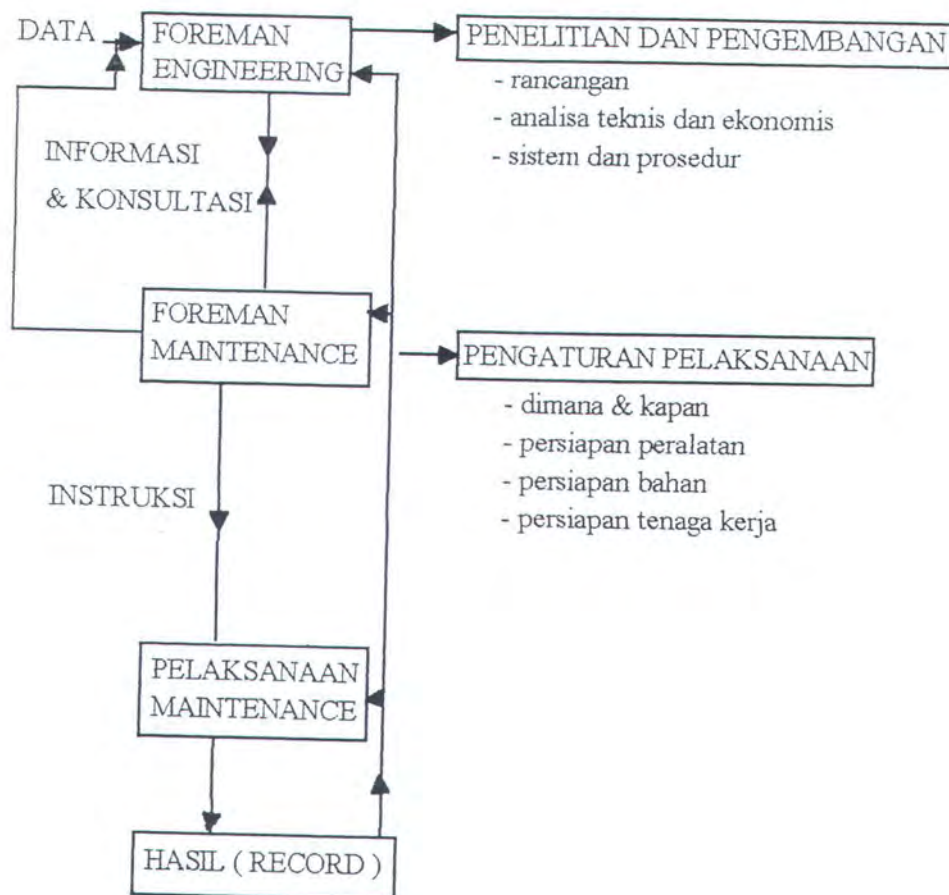 DATA
FOREMAN
ENGINEERING
PENELITIAN DAN PENGEMBANGAN
- rancangan
- analisa teknis dan ekonomis
- sistem dan prosedur
INFORMASI
& KONSULTASI
FOREMAN
MAINTENANCE
PENGATURAN PELAKSANAAN
- dimana & kapan
- persiapan peralatan
- persiapan bahan
- persiapan tenaga kerja
INSTRUKSI
PELAKSANAAN
MAINTENANCE
HASIL ( RECORD )